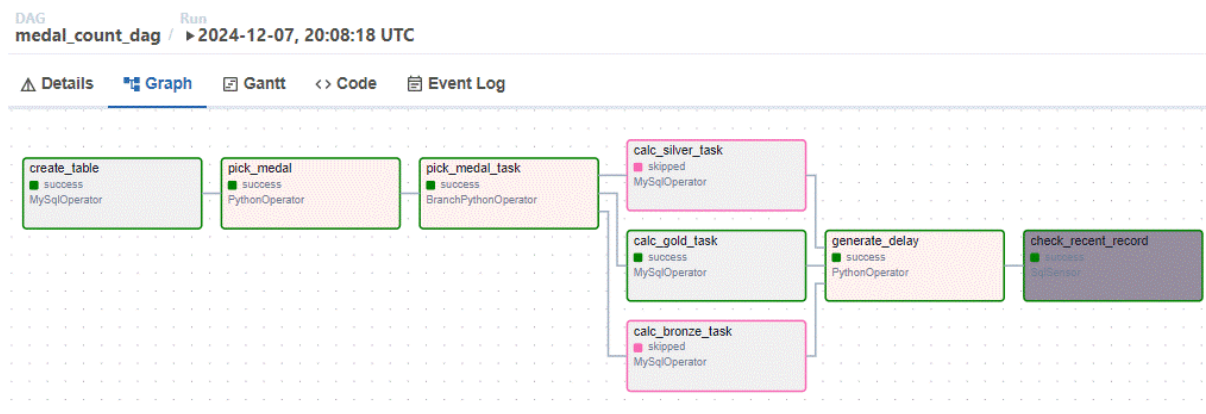 DAG
Run
medal_count_dag / 2024-12-07, 20:08:18 UTC
Details
Graph
Gantt
<> Code
Event Log
create_table
success
MySqlOperator
pick_medal
success
PythonOperator
pick_medal_task
success
BranchPythonOperator
calc_silver_task
skipped
MySqlOperator
calc_gold_task
success
MySqlOperator
calc_bronze_task
skipped
MySqlOperator
generate_delay
success
PythonOperator
check_recent_record
success
SqlSensor